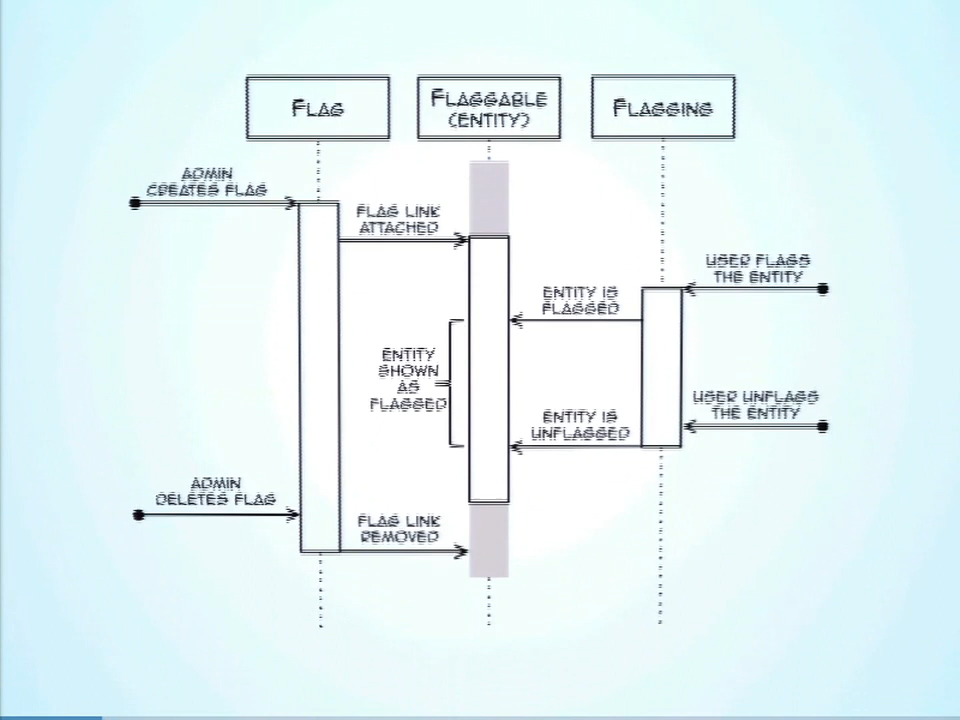 FLAG
FLAGGABLE
(ENTITY)
FLAGGING
ADMIN
CREATES FLAG
FLAG LINK
ATTACHED
USER FLAGS
THE ENTITY
ENTITY IS
FLAGGED
ENTITY
SHOWN
AS
FLAGGED
USER UNFLAGS
THE ENTITY
ENTITY IS
UNFLAGGED
ADMIN
DELETES FLAG
FLAG LINK
REMOVED